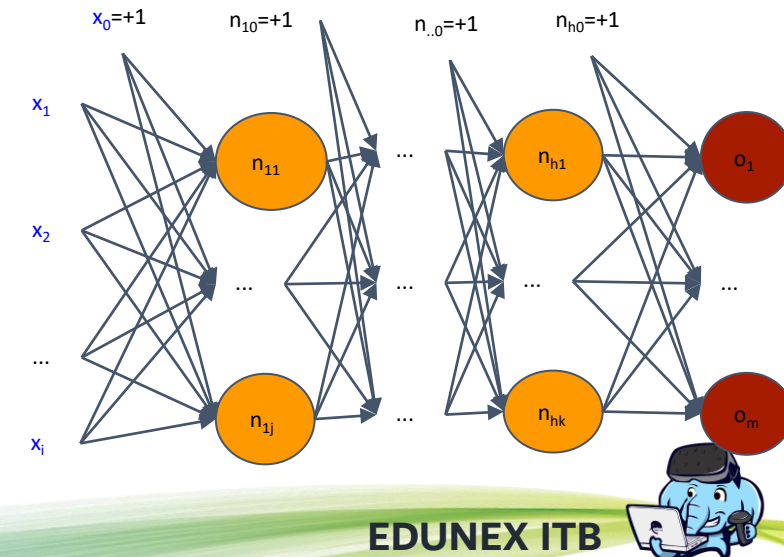 x0=+1 n10=+1 n..0=+1 nh0=+1
x1
n11 ... nh1 o1
x2
... ... ... ...
...
n1j ... nhk om
xi
EDUNEX ITB